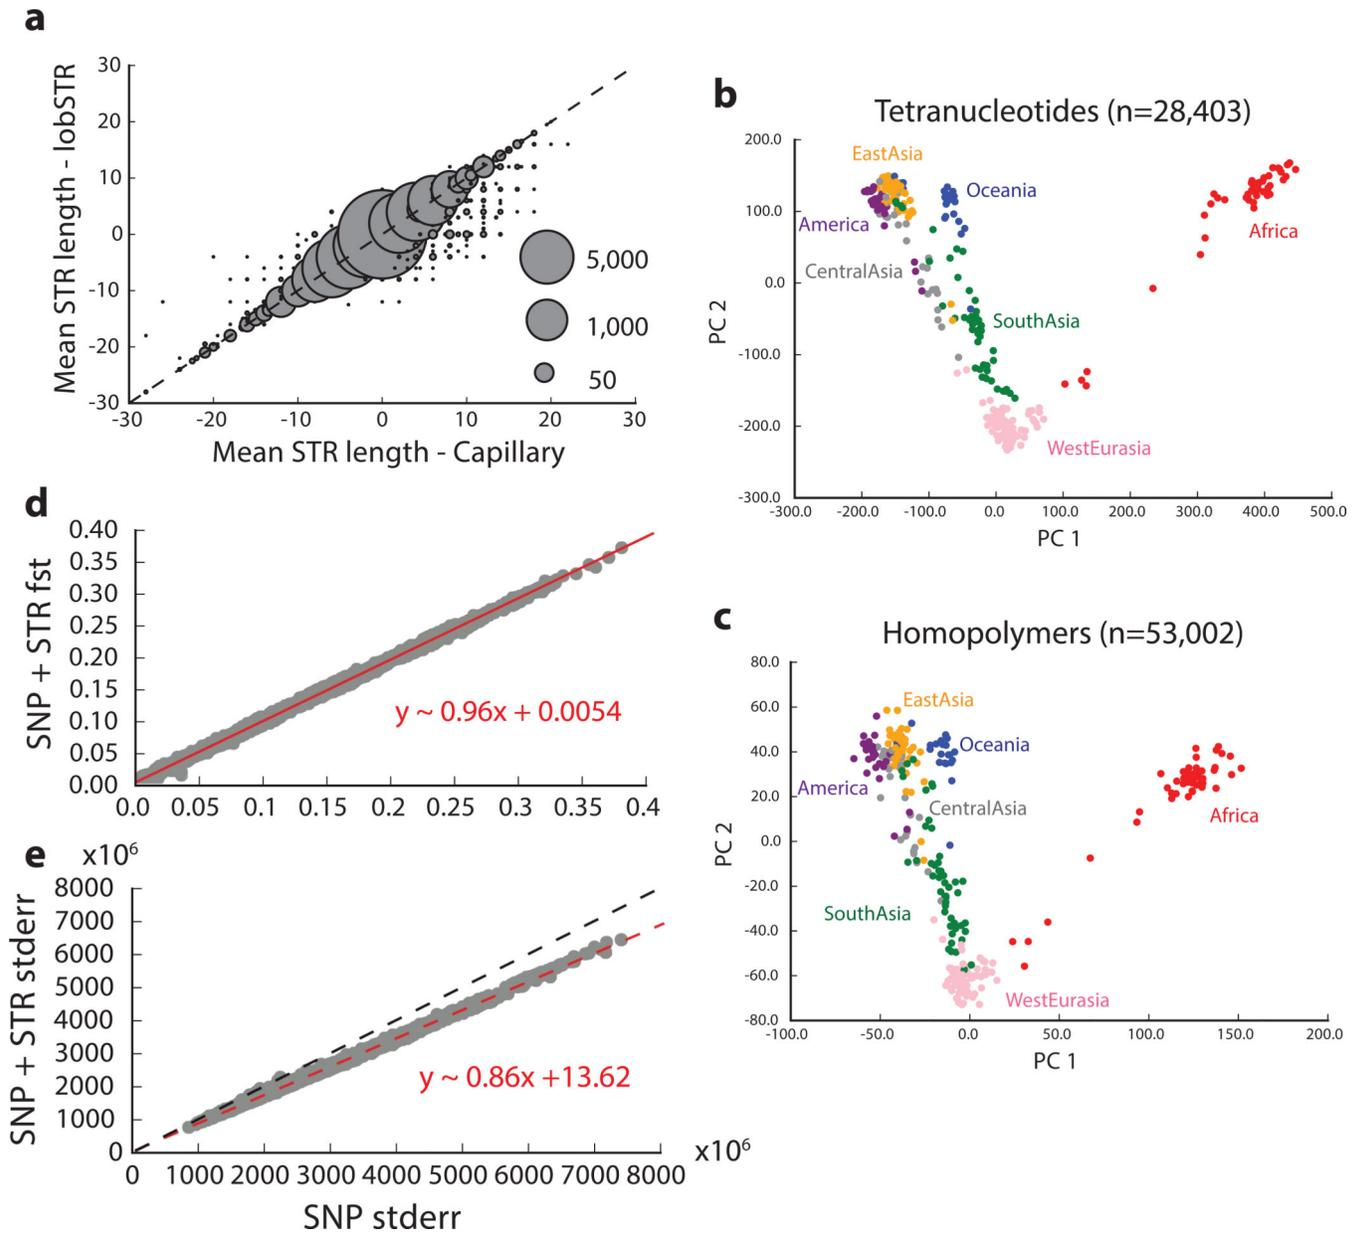 a
Mean STR length - lobSTR
30
20
10
0
-10
-20
-30
-30
-20
-10
0
10
20
30
Mean STR length - Capillary
5,000
1,000
50
b
Tetranucleotides (n=28,403)
PC 2
200.0
100.0
0.0
-100.0
-200.0
-300.0
-300.0
-200.0
-100.0
0.0
100.0
200.0
300.0
400.0
500.0
PC 1
EastAsia
Oceania
America
Africa
CentralAsia
SouthAsia
WestEurasia
c
Homopolymers (n=53,002)
PC 2
80.0
60.0
40.0
20.0
0.0
-20.0
-40.0
-60.0
-80.0
-100.0
-50.0
0.0
50.0
100.0
150.0
200.0
PC 1
EastAsia
Oceania
America
CentralAsia
Africa
SouthAsia
WestEurasia
d
SNP + STR fst
0.40
0.35
0.30
0.25
0.20
0.15
0.10
0.05
0.00
0.0
0.05
0.1
0.15
0.2
0.25
0.3
0.35
0.4
y ~ 0.96x + 0.0054
e
x10⁶
SNP + STR stderr
8000
7000
6000
5000
4000
3000
2000
1000
0
0
1000
2000
3000
4000
5000
6000
7000
8000
x10⁶
y ~ 0.86x +13.62
SNP stderr